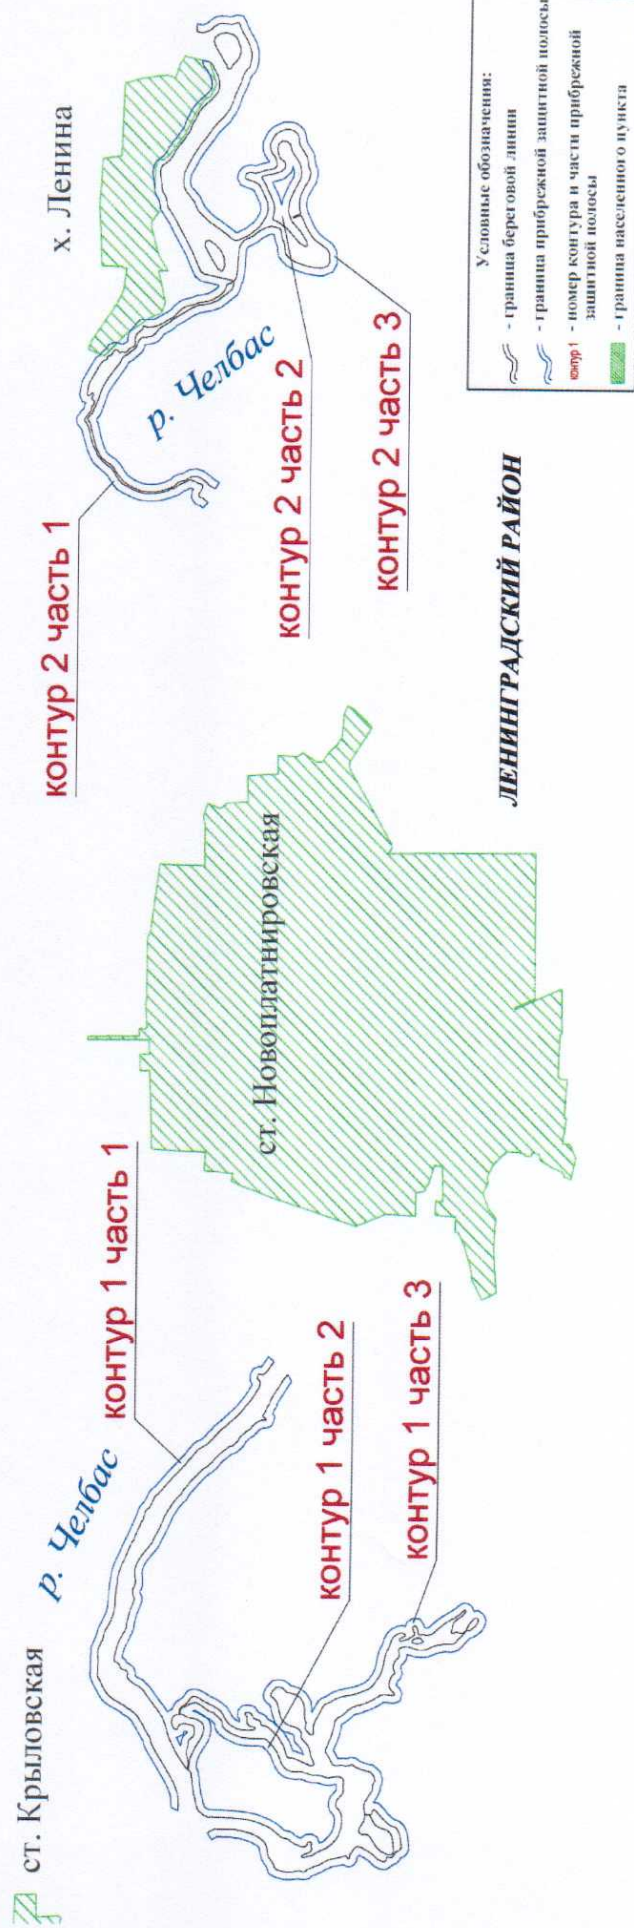 ст. Крыловская
р. Челбас
контур 1 часть 1
контур 1 часть 2
контур 1 часть 3
ст. Новоплатнировская
контур 2 часть 1
х. Ленина
р. Челбас
контур 2 часть 2
контур 2 часть 3
ЛЕНИНГРАДСКИЙ РАЙОН
Условные обозначения:
- граница береговой линии
- граница прибрежной защитной полосы
контур 1 - номер контура и части прибрежной
защитной полосы
- граница населенного пункта